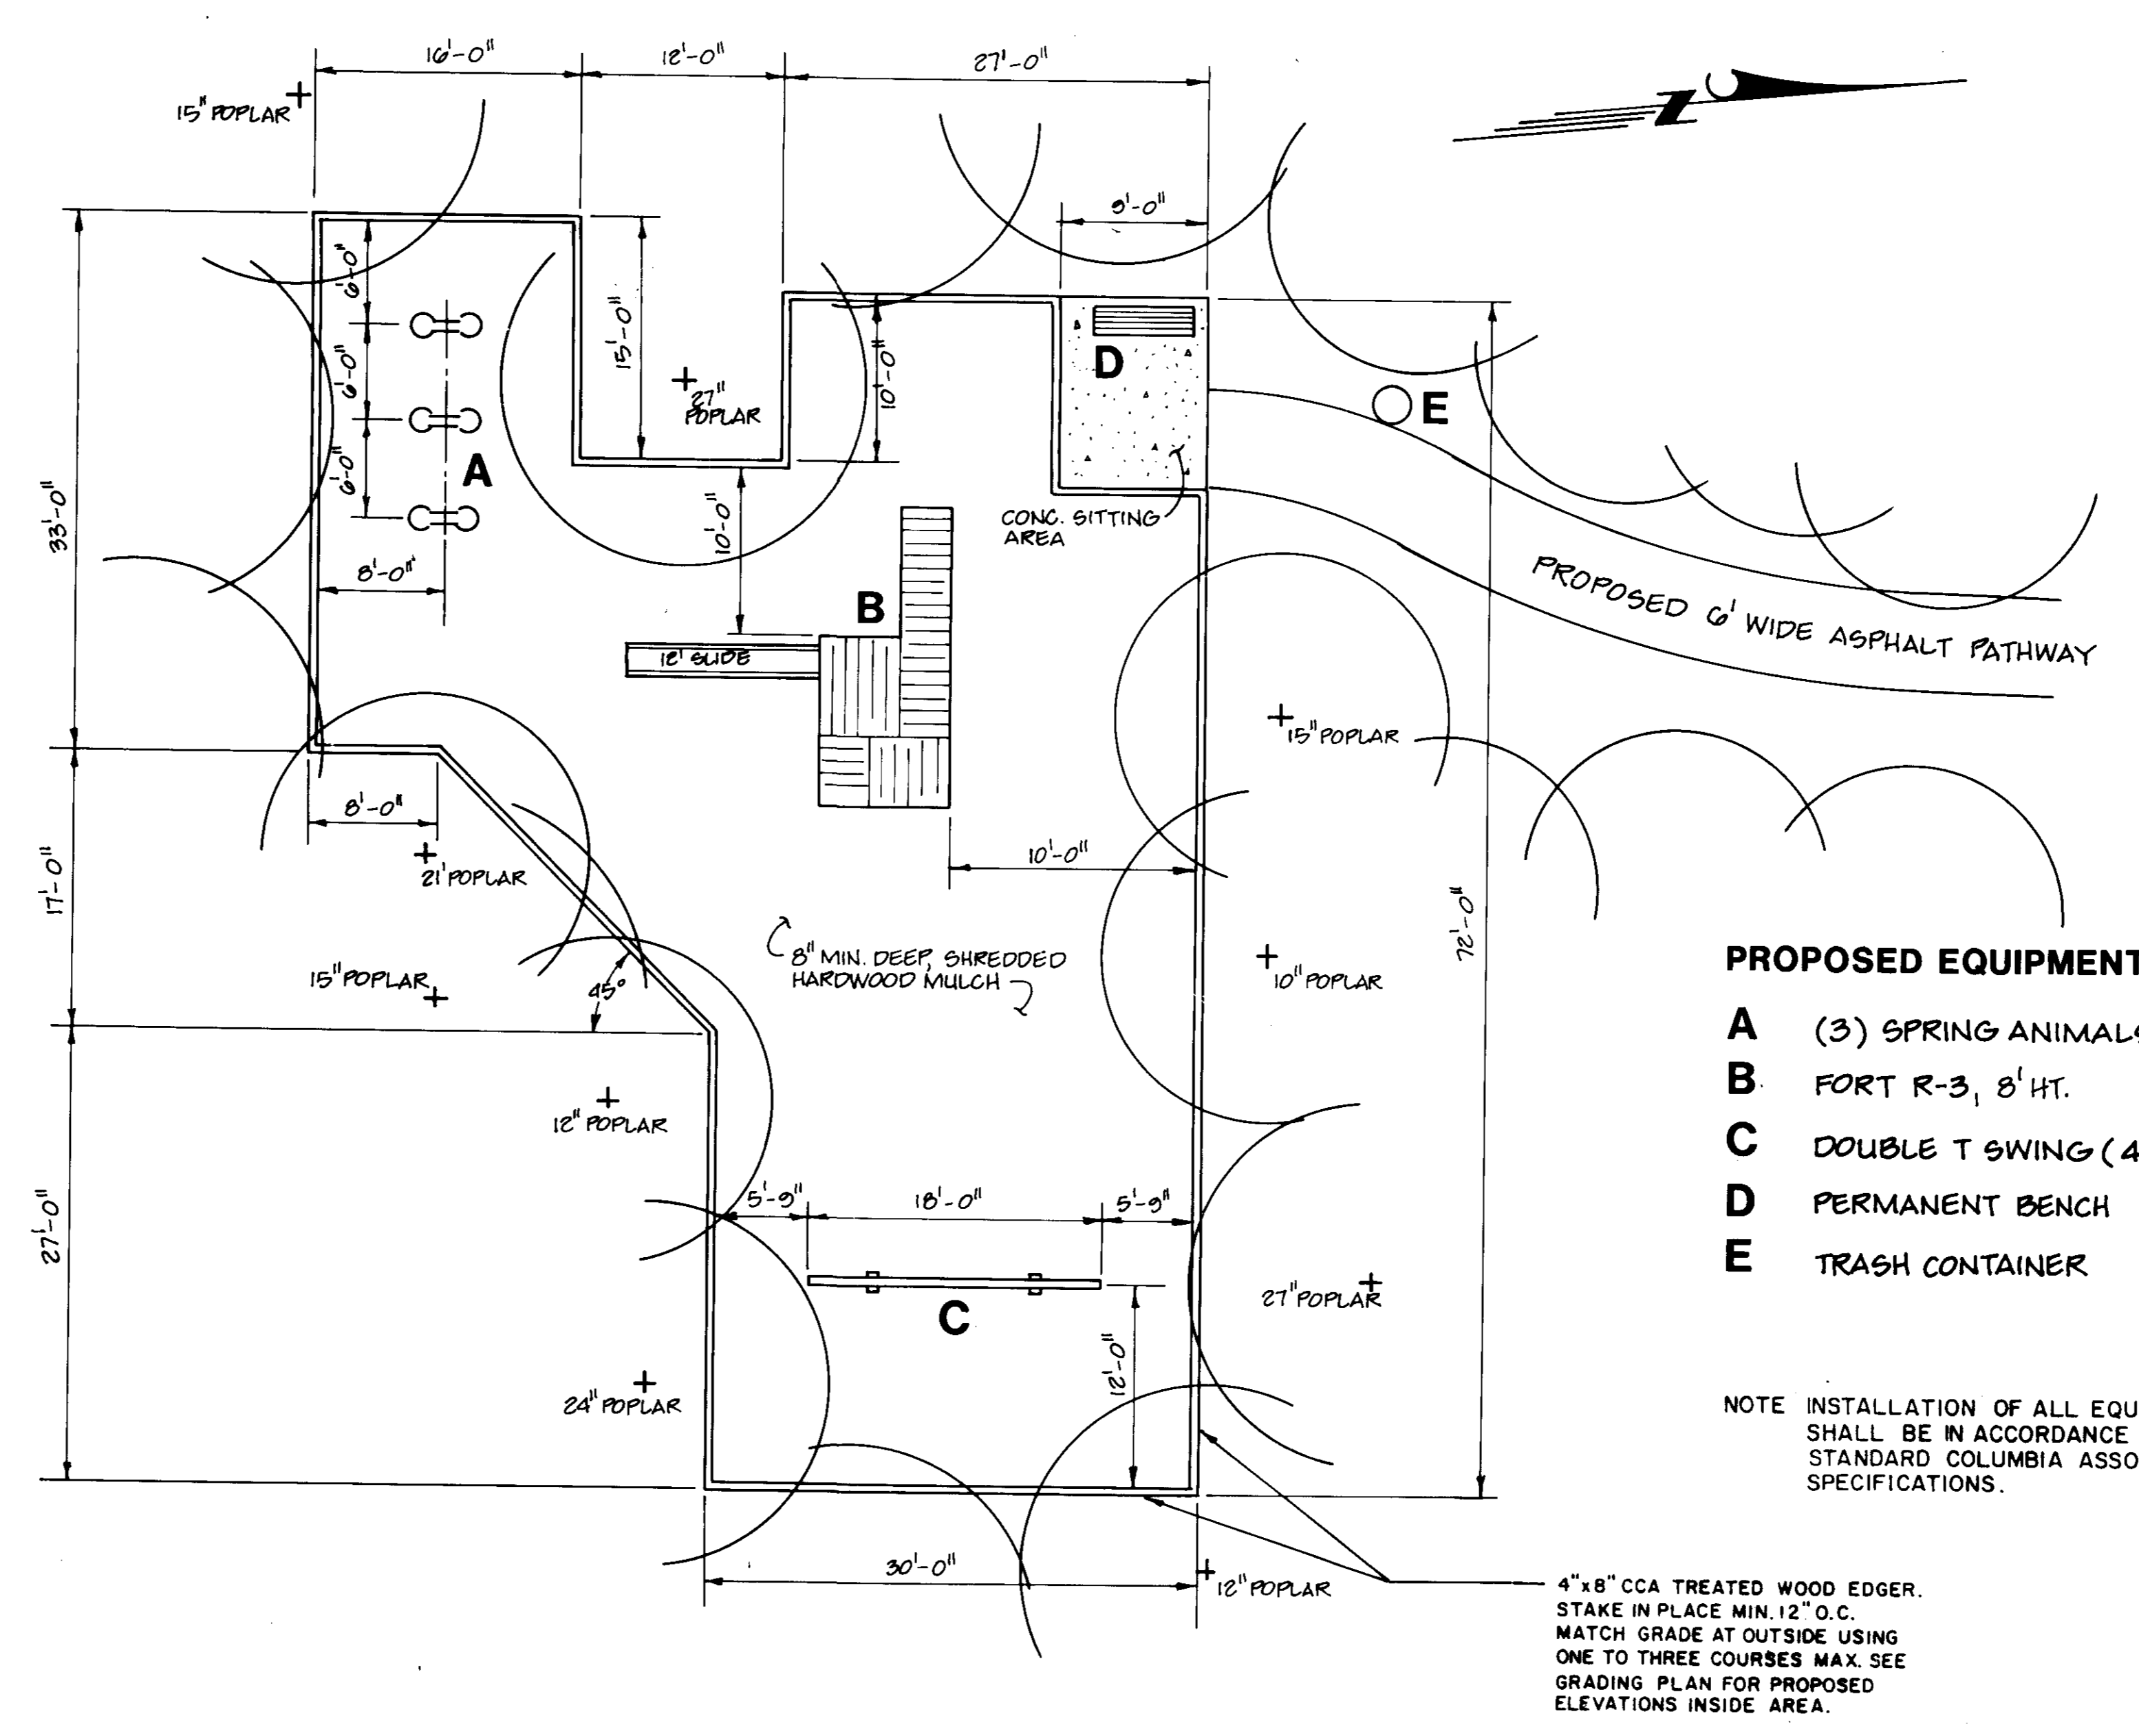 16'-0"
12'-0"
27'-0"
15" POPLAR
N
9'-0"
6'-0"
15'-0"
10'-0"
D
27"
POPLAR
6'-0"
E
A
6'-0"
33'-0"
10'-0"
CONC. SITTING
AREA
8'-0"
B
PROPOSED 6' WIDE ASPHALT PATHWAY
12' SLIDE
15" POPLAR
8'-0"
10'-0"
21' POPLAR
17'-0"
72'-0"
8" MIN. DEEP, SHREDDED
HARDWOOD MULCH
15" POPLAR
45°
10" POPLAR
PROPOSED EQUIPMENT
A (3) SPRING ANIMALS
B FORT R-3, 8' HT.
C DOUBLE T SWING (4
D PERMANENT BENCH
E TRASH CONTAINER
12" POPLAR
27'-0"
5'-9"
18'-0"
5'-9"
27" POPLAR
C
12'-0"
24" POPLAR
NOTE INSTALLATION OF ALL EQU
SHALL BE IN ACCORDANCE
STANDARD COLUMBIA ASSO
SPECIFICATIONS.
30'-0"
12" POPLAR
4"x8" CCA TREATED WOOD EDGER.
STAKE IN PLACE MIN. 12" O.C.
MATCH GRADE AT OUTSIDE USING
ONE TO THREE COURSES MAX. SEE
GRADING PLAN FOR PROPOSED
ELEVATIONS INSIDE AREA.